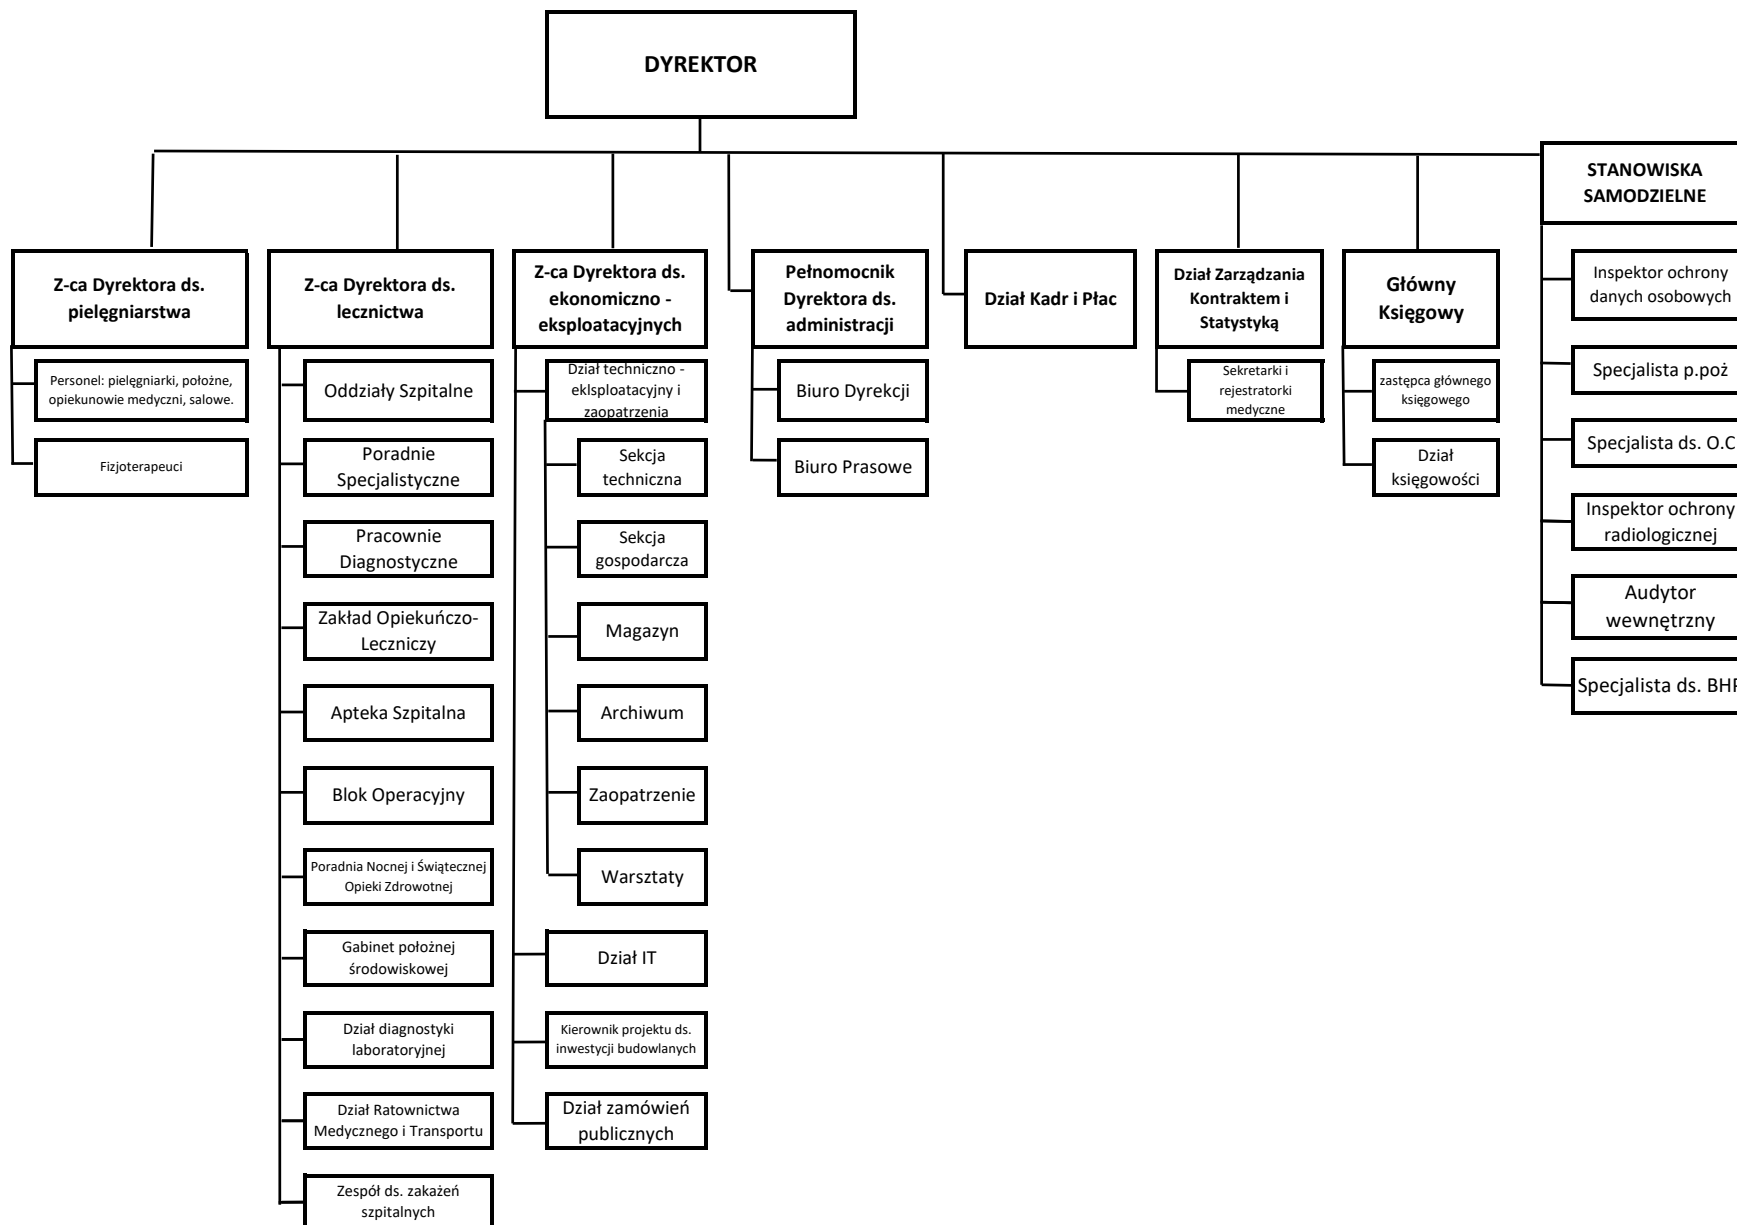 DYREKTOR
STANOWISKA
SAMODZIELNE
Z-ca Dyrektora ds.
pielęgniarstwa
Personel: pielęgniarki, położne,
opiekunowie medyczni, salowe.
Fizjoterapeuci
Z-ca Dyrektora ds.
lecznictwa
Oddziały Szpitalne
Poradnie
Specjalistyczne
Pracownie
Diagnostyczne
Zakład Opiekuńczo-
Leczniczy
Apteka Szpitalna
Blok Operacyjny
Poradnia Nocnej i Świątecznej
Opieki Zdrowotnej
Gabinet położnej
środowiskowej
Dział diagnostyki
laboratoryjnej
Dział Ratownictwa
Medycznego i Transportu
Zespół ds. zakażeń
szpitalnych
Z-ca Dyrektora ds.
ekonomiczno -
eksploatacyjnych
Dział techniczno -
eklsploatacyjny i
zaopatrzenia
Sekcja
techniczna
Sekcja
gospodarcza
Magazyn
Archiwum
Zaopatrzenie
Warsztaty
Dział IT
Kierownik projektu ds.
inwestycji budowlanych
Dział zamówień
publicznych
Pełnomocnik
Dyrektora ds.
administracji
Biuro Dyrekcji
Biuro Prasowe
Dział Kadr i Płac
Dział Zarządzania
Kontraktem i
Statystyką
Sekretarki i
rejestratorki
medyczne
Główny
Księgowy
zastępca głównego
księgowego
Dział
księgowości
Inspektor ochrony
danych osobowych
Specjalista p.poż
Specjalista ds. O.C
Inspektor ochrony
radiologicznej
Audytor
wewnętrzny
Specjalista ds. BHP